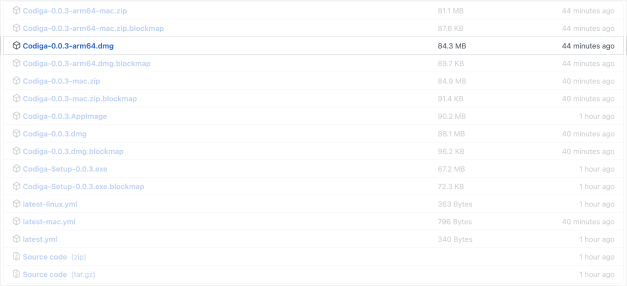 Codiga-0.0.3-arm64-mac.zip 81.1 MB 44 minutes ago
Codiga-0.0.3-arm64-mac.zip.blockmap 87.6 KB 44 minutes ago
Codiga-0.0.3-arm64.dmg 84.3 MB 44 minutes ago
Codiga-0.0.3-arm64.dmg.blockmap 89.7 KB 44 minutes ago
Codiga-0.0.3-mac.zip 84.9 MB 40 minutes ago
Codiga-0.0.3-mac.zip.blockmap 91.4 KB 40 minutes ago
Codiga-0.0.3.AppImage 90.2 MB 1 hour ago
Codiga-0.0.3.dmg 88.1 MB 40 minutes ago
Codiga-0.0.3.dmg.blockmap 96.2 KB 40 minutes ago
Codiga-Setup-0.0.3.exe 67.2 MB 1 hour ago
Codiga-Setup-0.0.3.exe.blockmap 72.3 KB 1 hour ago
latest-linux.yml 383 Bytes 1 hour ago
latest-mac.yml 796 Bytes 40 minutes ago
latest.yml 340 Bytes 1 hour ago
Source code (zip) 1 hour ago
Source code (tar.gz) 1 hour ago